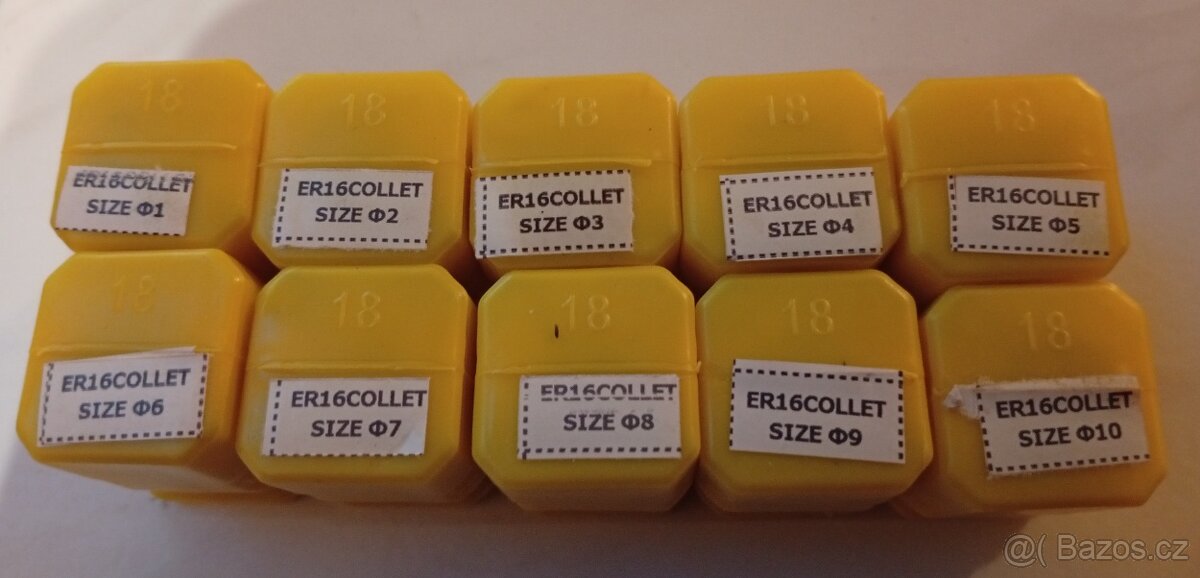 18
18
18
18
18
ER16COLLET
SIZE Φ1
ER16COLLET
SIZE Φ2
ER16COLLET
SIZE Φ3
ER16COLLET
SIZE Φ4
ER16COLLET
SIZE Φ5
18
18
18
18
18
ER16COLLET
SIZE Φ6
ER16COLLET
SIZE Φ7
ER16COLLET
SIZE Φ8
ER16COLLET
SIZE Φ9
ER16COLLET
SIZE Φ10
@( Bazos.cz